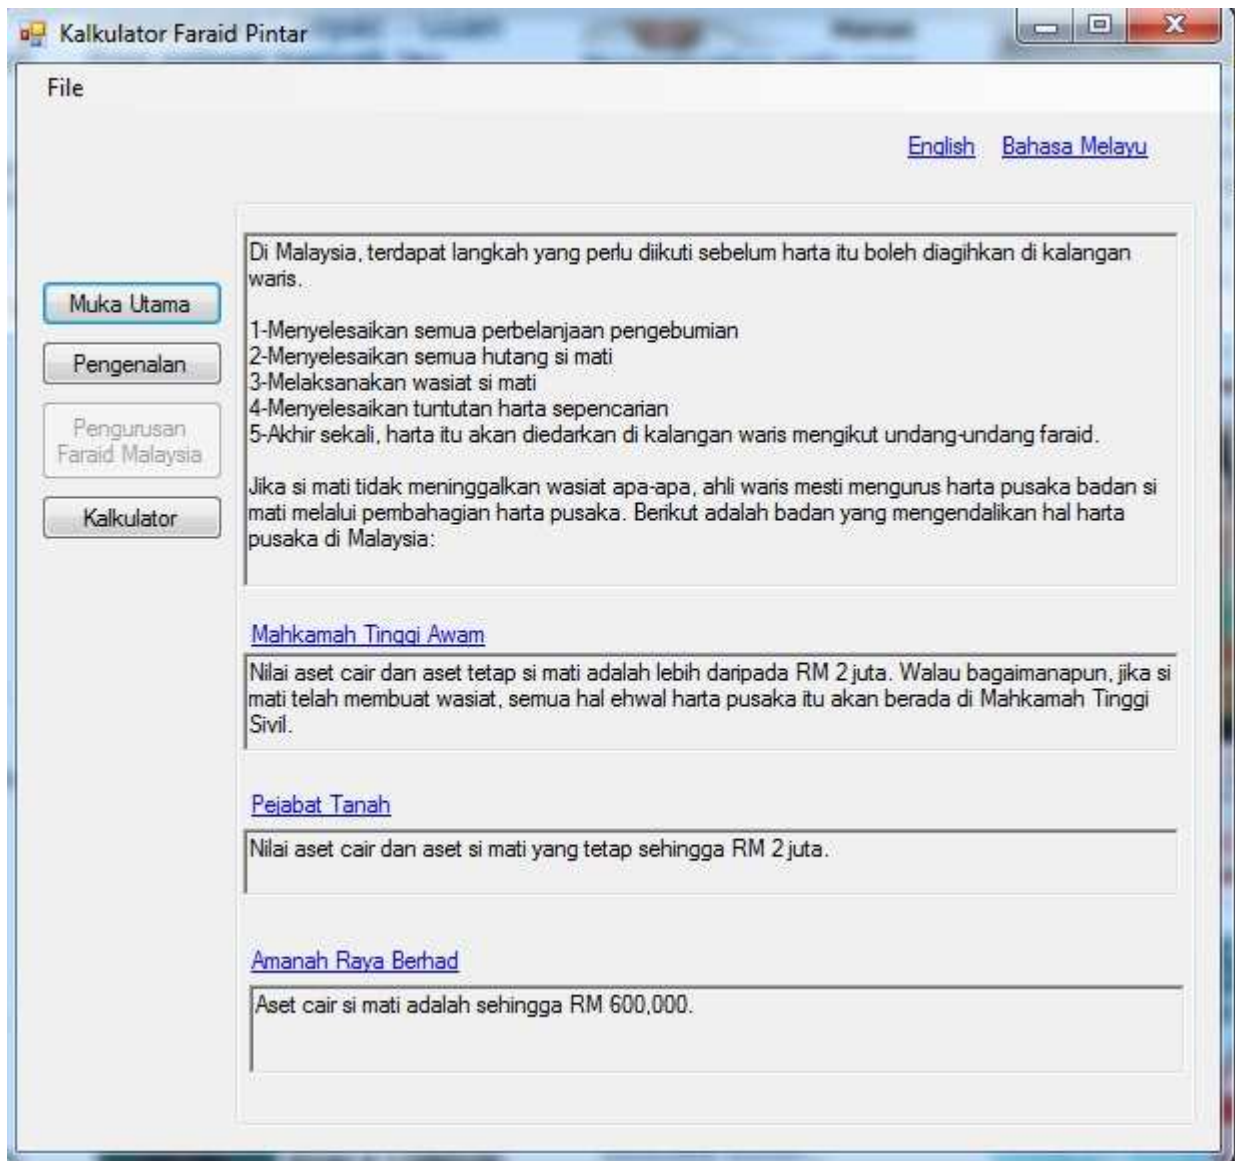 Kalkulator Faraid Pintar
File
English Bahasa Melayu
Muka Utama
Pengenalan
Pengurusan
Faraid Malaysia
Kalkulator
Di Malaysia, terdapat langkah yang perlu diikuti sebelum harta itu boleh diagihkan di kalangan
waris.
1-Menyelesaikan semua perbelanjaan pengebumian
2-Menyelesaikan semua hutang si mati
3-Melaksanakan wasiat si mati
4-Menyelesaikan tuntutan harta sepencarian
5-Akhir sekali, harta itu akan diedarkan di kalangan waris mengikut undang-undang faraid.
Jika si mati tidak meninggalkan wasiat apa-apa, ahli waris mesti mengurus harta pusaka badan si
mati melalui pembahagian harta pusaka. Berikut adalah badan yang mengendalikan hal harta
pusaka di Malaysia:
Mahkamah Tinggi Awam
Nilai aset cair dan aset tetap si mati adalah lebih daripada RM 2 juta. Walau bagaimanapun, jika si
mati telah membuat wasiat, semua hal ehwal harta pusaka itu akan berada di Mahkamah Tinggi
Sivil.
Pejabat Tanah
Nilai aset cair dan aset si mati yang tetap sehingga RM 2 juta.
Amanah Raya Berhad
Aset cair si mati adalah sehingga RM 600,000.